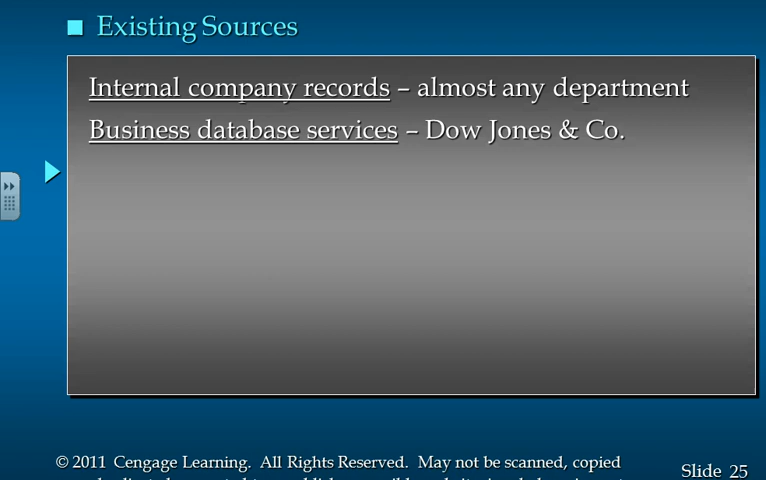 Existing Sources
Internal company records – almost any department
Business database services – Dow Jones & Co.
© 2011 Cengage Learning. All Rights Reserved. May not be scanned, copied
Slide 25